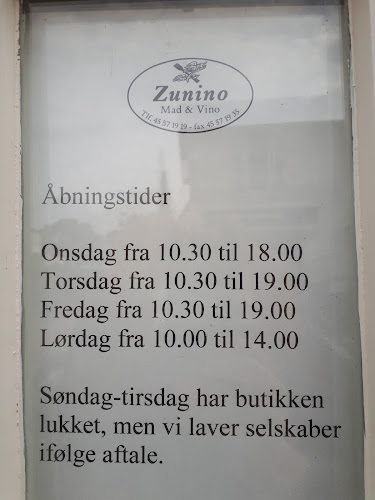 Zunino
Mad & Vino
Tlf. 45 57 19 19 - fax 45 57 19 35
Åbningstider
Onsdag fra 10.30 til 18.00
Torsdag fra 10.30 til 19.00
Fredag fra 10.30 til 19.00
Lørdag fra 10.00 til 14.00
Søndag-tirsdag har butikken
lukket, men vi laver selskaber
ifølge aftale.